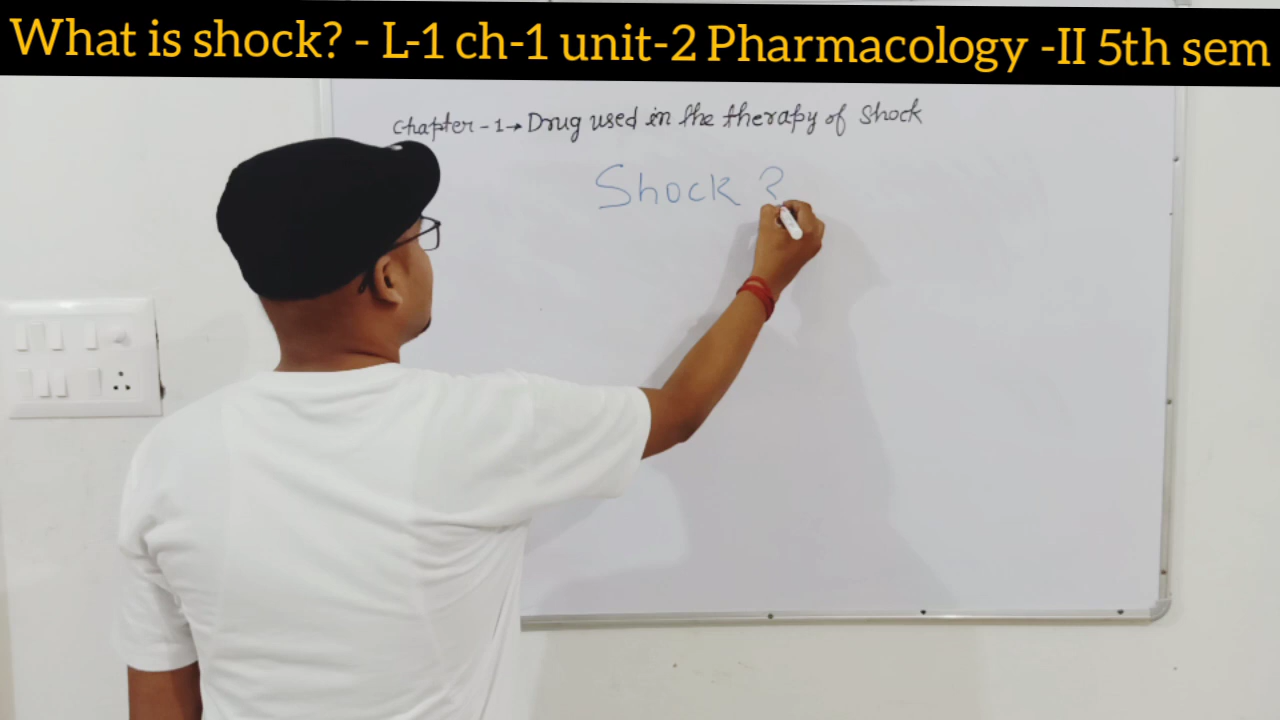 What is shock? - L-1 ch-1 unit-2 Pharmacology -II 5th sem
Chapter-1→ Drug used in the therapy of Shock
Shock ?